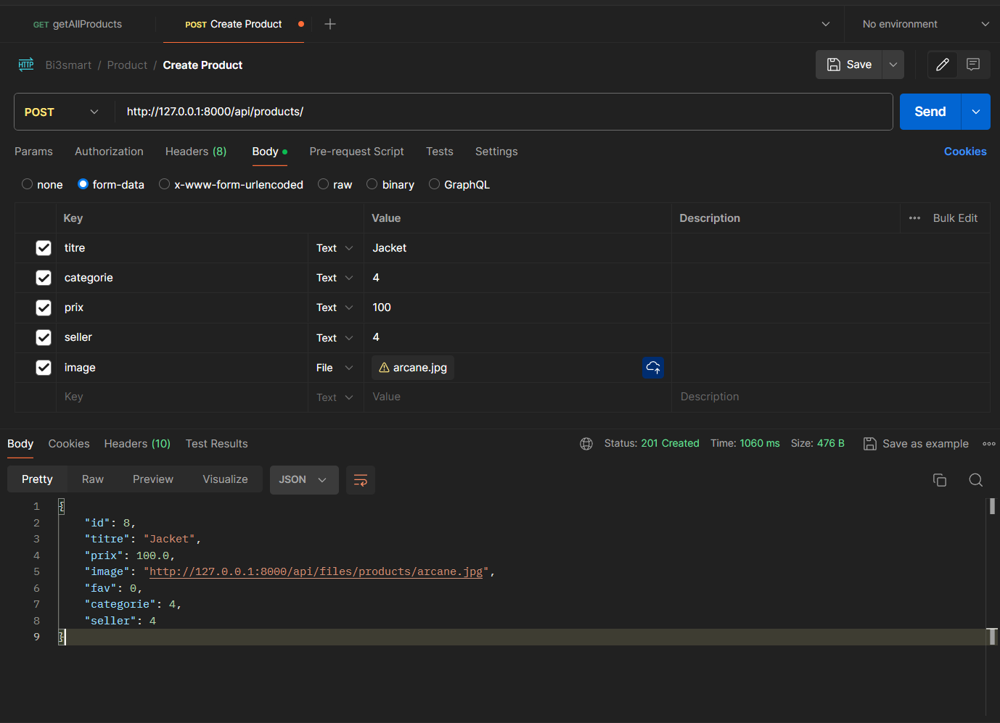 GET getAllProducts POST Create Product No environment
HTTP Bi3smart / Product / Create Product Save
POST http://127.0.0.1:8000/api/products/ Send
Params Authorization Headers (8) Body Pre-request Script Tests Settings Cookies
none form-data x-www-form-urlencoded raw binary GraphQL
Key Value Description Bulk Edit
titre Text Jacket
categorie Text 4
prix Text 100
seller Text 4
image File arcane.jpg
Key Text Value Description
Body Cookies Headers (10) Test Results Status: 201 Created Time: 1060 ms Size: 476 B Save as example
Pretty Raw Preview Visualize JSON
1 {
2 "id": 8,
3 "titre": "Jacket",
4 "prix": 100.0,
5 "image": "http://127.0.0.1:8000/api/files/products/arcane.jpg",
6 "fav": 0,
7 "categorie": 4,
8 "seller": 4
9 }